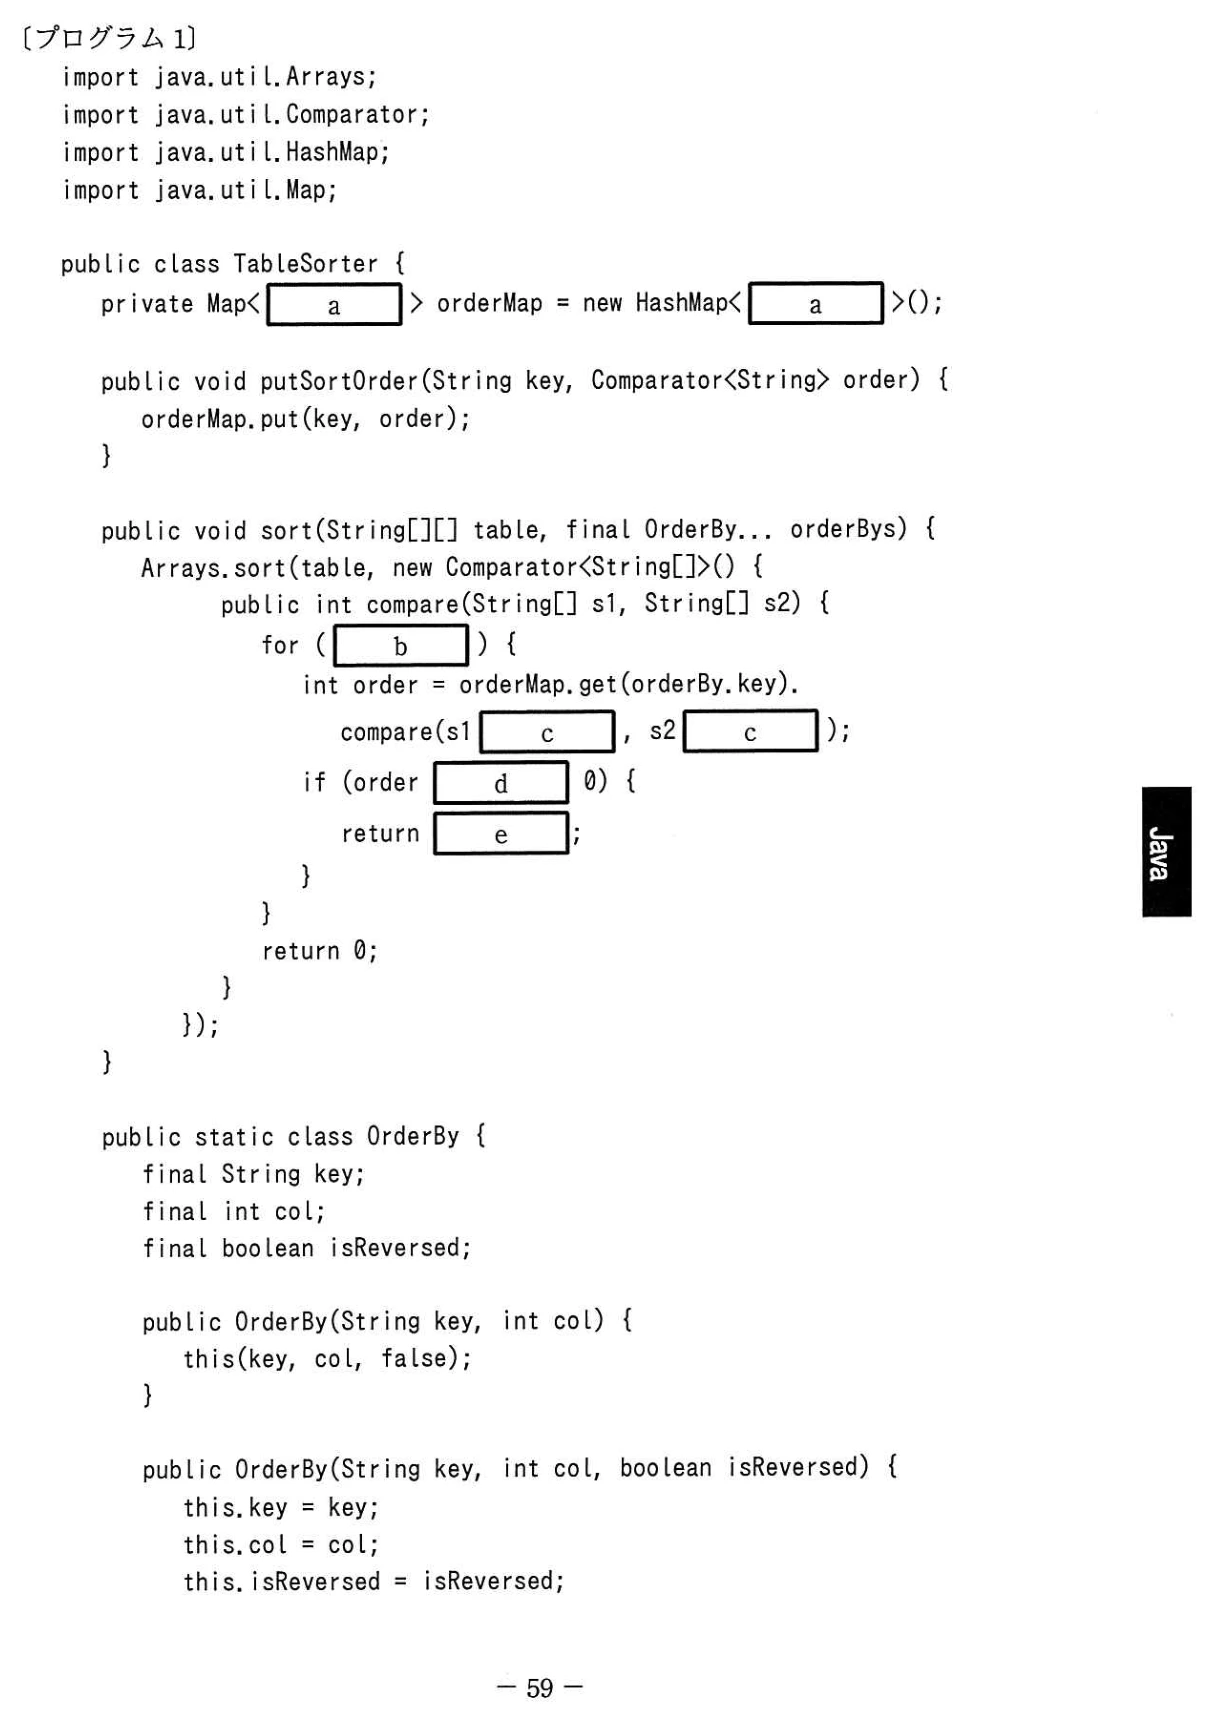 〔プログラム1〕
import java.util.Arrays;
import java.util.Comparator;
import java.util.HashMap;
import java.util.Map;
public class TableSorter {
private Map< a > orderMap = new HashMap< a >();
public void putSortOrder(String key, Comparator<String> order) {
orderMap.put(key, order);
}
public void sort(String[][] table, final OrderBy... orderBys) {
Arrays.sort(table, new Comparator<String[]>() {
public int compare(String[] s1, String[] s2) {
for ( b ) {
int order = orderMap.get(orderBy.key).
compare(s1 c , s2 c );
if (order d 0) {
return e ;
}
}
return 0;
}
});
}
public static class OrderBy {
final String key;
final int col;
final boolean isReversed;
public OrderBy(String key, int col) {
this(key, col, false);
}
public OrderBy(String key, int col, boolean isReversed) {
this.key = key;
this.col = col;
this.isReversed = isReversed;
Java
－ 59 －